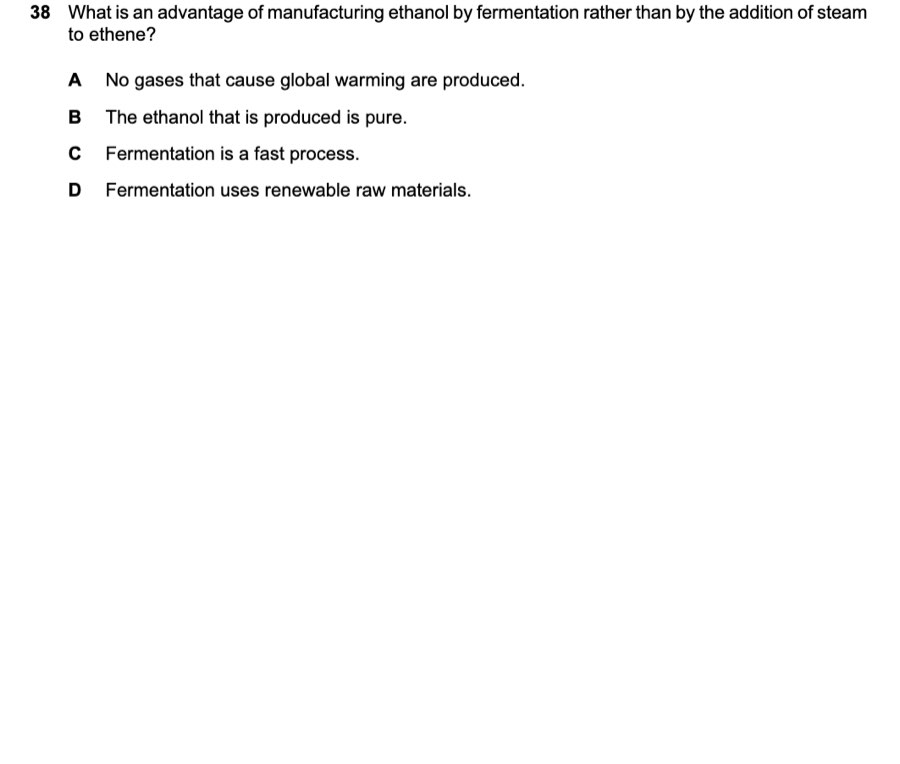 38 What is an advantage of manufacturing ethanol by fermentation rather than by the addition of steam
to ethene?
A No gases that cause global warming are produced.
B The ethanol that is produced is pure.
C Fermentation is a fast process.
D Fermentation uses renewable raw materials.